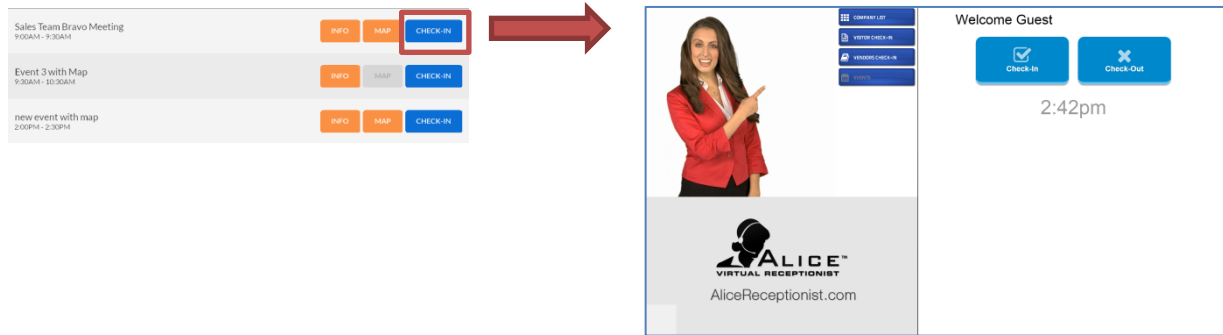 Sales Team Bravo Meeting
9:00AM - 9:30AM
INFO
MAP
CHECK-IN
Event 3 with Map
9:30AM - 10:30AM
INFO
MAP
CHECK-IN
new event with map
2:00PM - 2:30PM
INFO
MAP
CHECK-IN
COMPANY LIST
VISITOR CHECK-IN
VENDORS CHECK-IN
EVENTS
Welcome Guest
Check-In
Check-Out
2:42pm
ALICE™
VIRTUAL RECEPTIONIST
AliceReceptionist.com